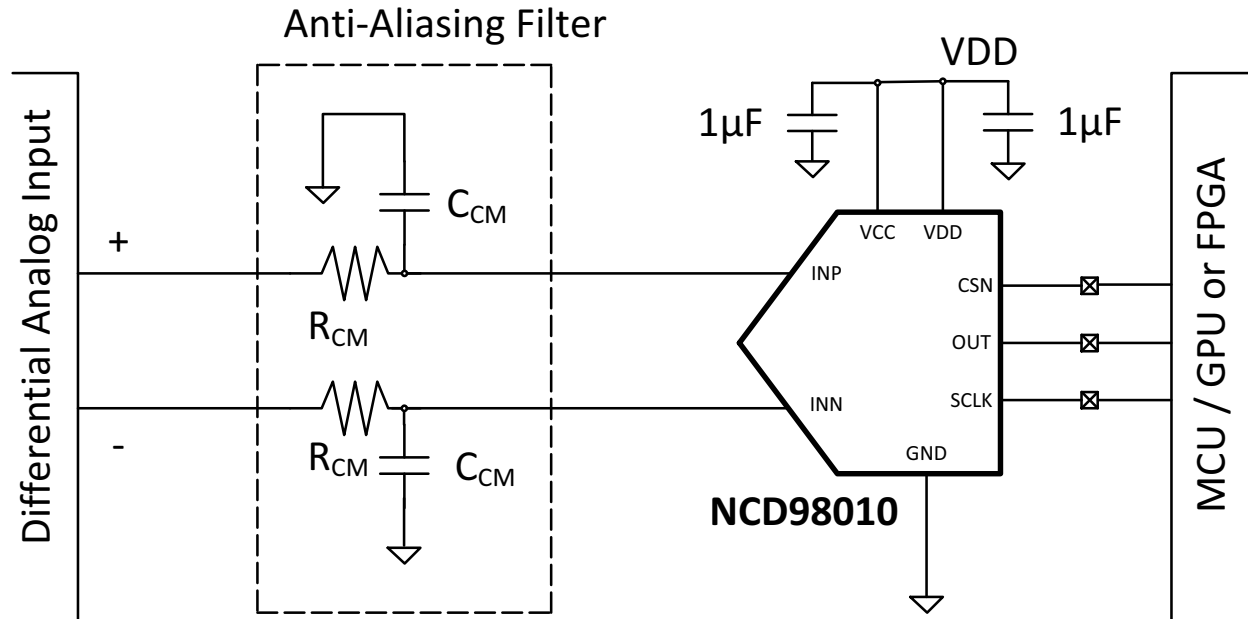 Anti-Aliasing Filter
VDD
1µF
1µF
Differential Analog Input
+
-
C_CM
R_CM
R_CM
C_CM
VCC
VDD
INP
INN
CSN
OUT
SCLK
GND
NCD98010
MCU / GPU or FPGA